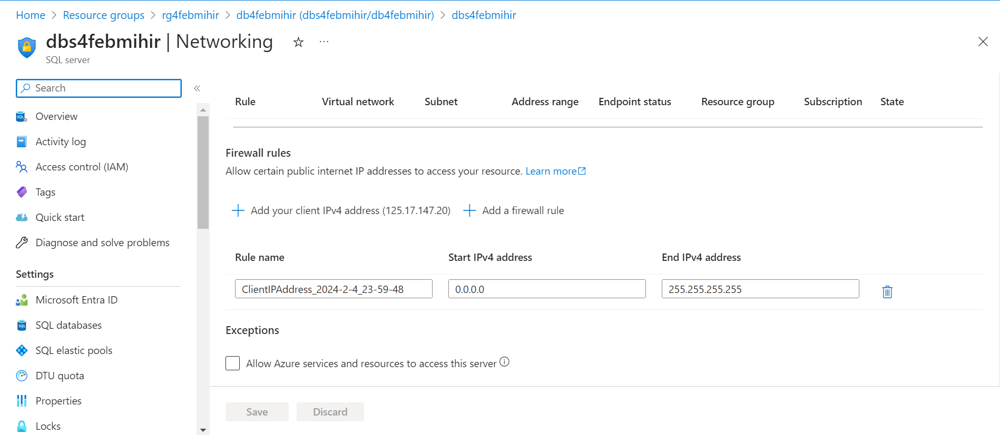 Home > Resource groups > rg4febmihir > db4febmihir (dbs4febmihir/db4febmihir) > dbs4febmihir
dbs4febmihir | Networking
SQL server
Search
Overview
Activity log
Access control (IAM)
Tags
Quick start
Diagnose and solve problems
Settings
Microsoft Entra ID
SQL databases
SQL elastic pools
DTU quota
Properties
Locks
Rule Virtual network Subnet Address range Endpoint status Resource group Subscription State
Firewall rules
Allow certain public internet IP addresses to access your resource. Learn more
Add your client IPv4 address (125.17.147.20) Add a firewall rule
Rule name Start IPv4 address End IPv4 address
ClientIPAddress_2024-2-4_23-59-48 0.0.0.0 255.255.255.255
Exceptions
Allow Azure services and resources to access this server
Save Discard